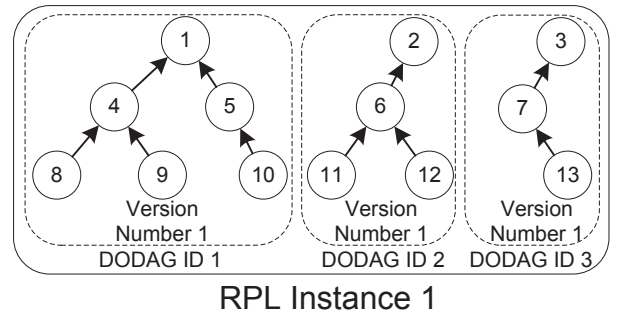 1
2
3
4
5
6
7
8
9
10
11
12
13
Version
Number 1
DODAG ID 1
Version
Number 1
DODAG ID 2
Version
Number 1
DODAG ID 3
RPL Instance 1